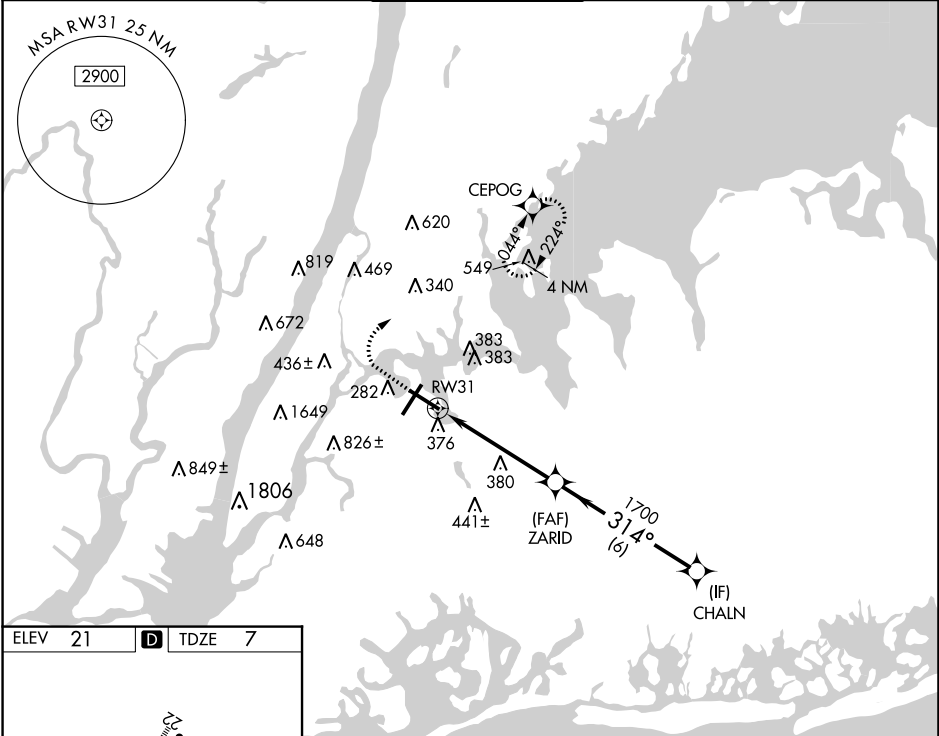 MSA RW31 25 NM
2900
CEPOG
044°
224°
620
549
4 NM
819
469
340
672
383
383
436±
282
RW31
1649
376
826±
380
849±
1806
441±
(FAF)
ZARID
1700
314°
(6)
648
(IF)
CHALN
ELEV 21
D
TDZE 7
22